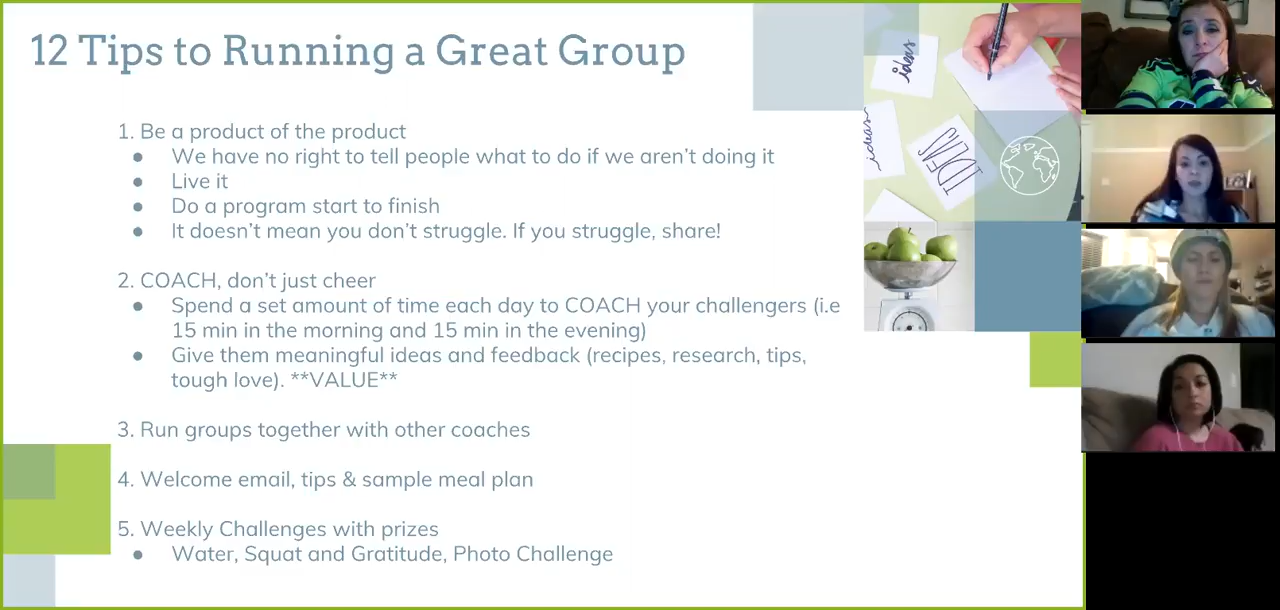 12 Tips to Running a Great Group
1. Be a product of the product
● We have no right to tell people what to do if we aren't doing it
● Live it
● Do a program start to finish
● It doesn't mean you don't struggle. If you struggle, share!
2. COACH, don't just cheer
● Spend a set amount of time each day to COACH your challengers (i.e
15 min in the morning and 15 min in the evening)
● Give them meaningful ideas and feedback (recipes, research, tips,
tough love). **VALUE**
3. Run groups together with other coaches
4. Welcome email, tips & sample meal plan
5. Weekly Challenges with prizes
● Water, Squat and Gratitude, Photo Challenge
ideas
ideas
IDEAS